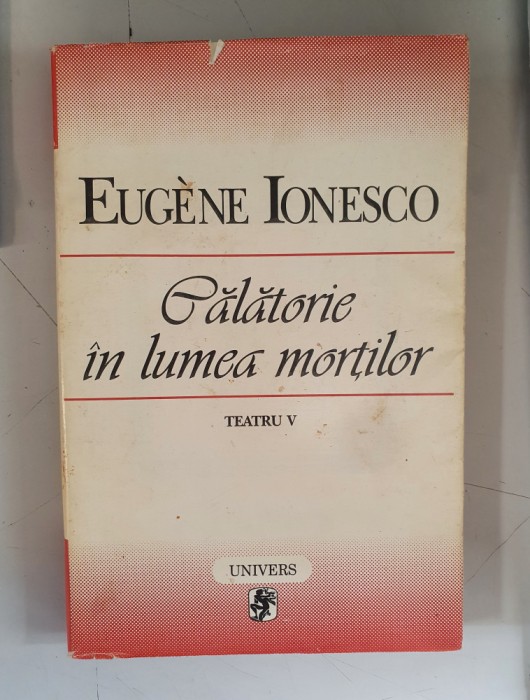 EUGÈNE IONESCO
Călătorie
în lumea morților
TEATRU V
UNIVERS